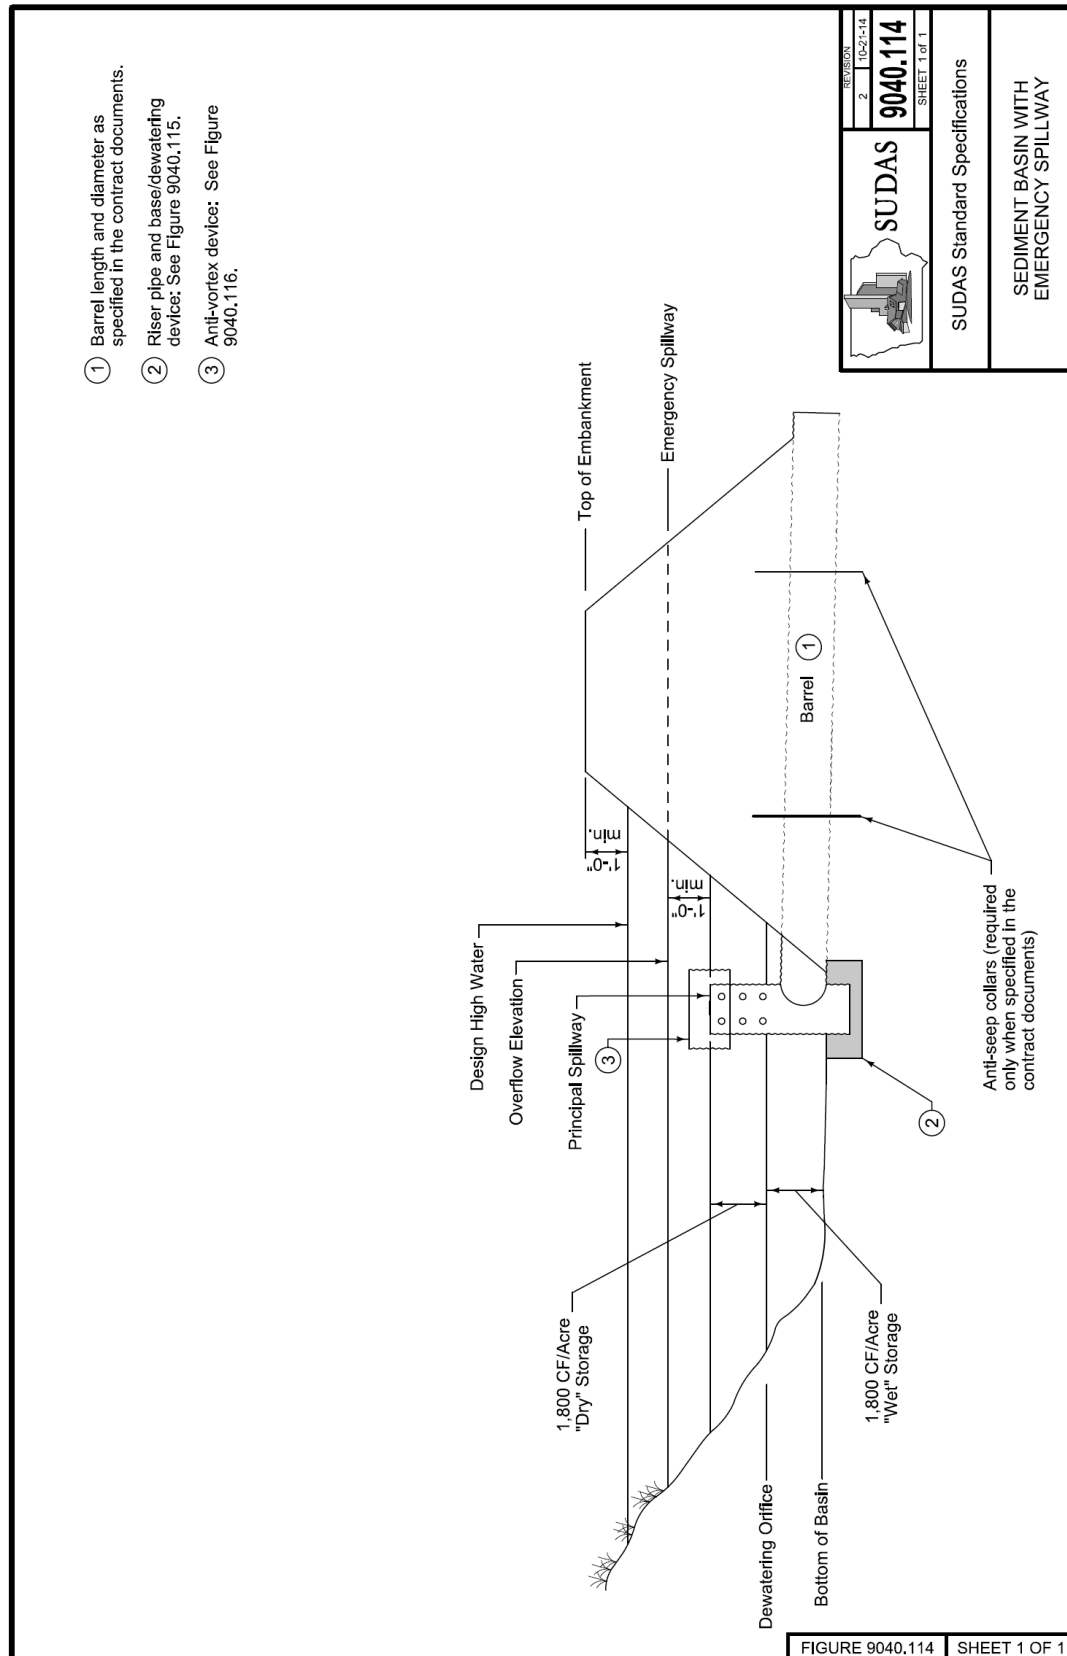 1 Barrel length and diameter as
specified in the contract documents.
2 Riser pipe and base/dewatering
device: See Figure 9040.115.
3 Anti-vortex device: See Figure
9040.116.
Design High Water
Overflow Elevation
Principal Spillway
3
1'-0"
min.
1'-0"
min.
Top of Embankment
Emergency Spillway
1,800 CF/Acre
"Dry" Storage
Dewatering Orifice
Bottom of Basin
1,800 CF/Acre
"Wet" Storage
2
Barrel 1
Anti-seep collars (required
only when specified in the
contract documents)
SUDAS
REVISION
2 10-21-14
9040.114
SHEET 1 of 1
SUDAS Standard Specifications
SEDIMENT BASIN WITH
EMERGENCY SPILLWAY
FIGURE 9040.114 SHEET 1 OF 1